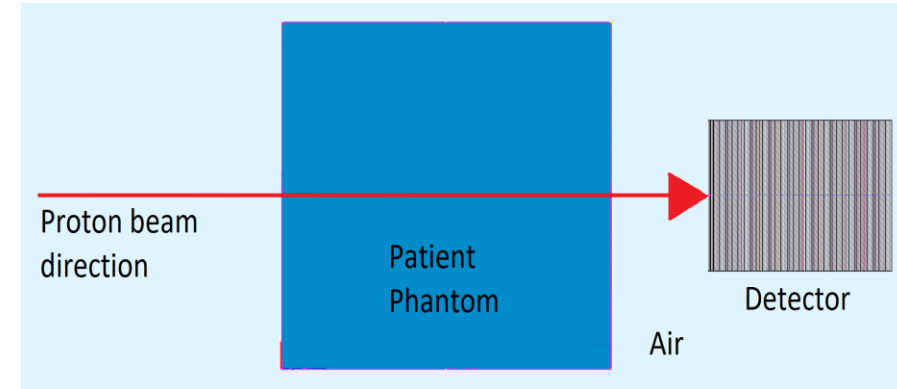 Proton beam
direction
Patient
Phantom
Detector
Air